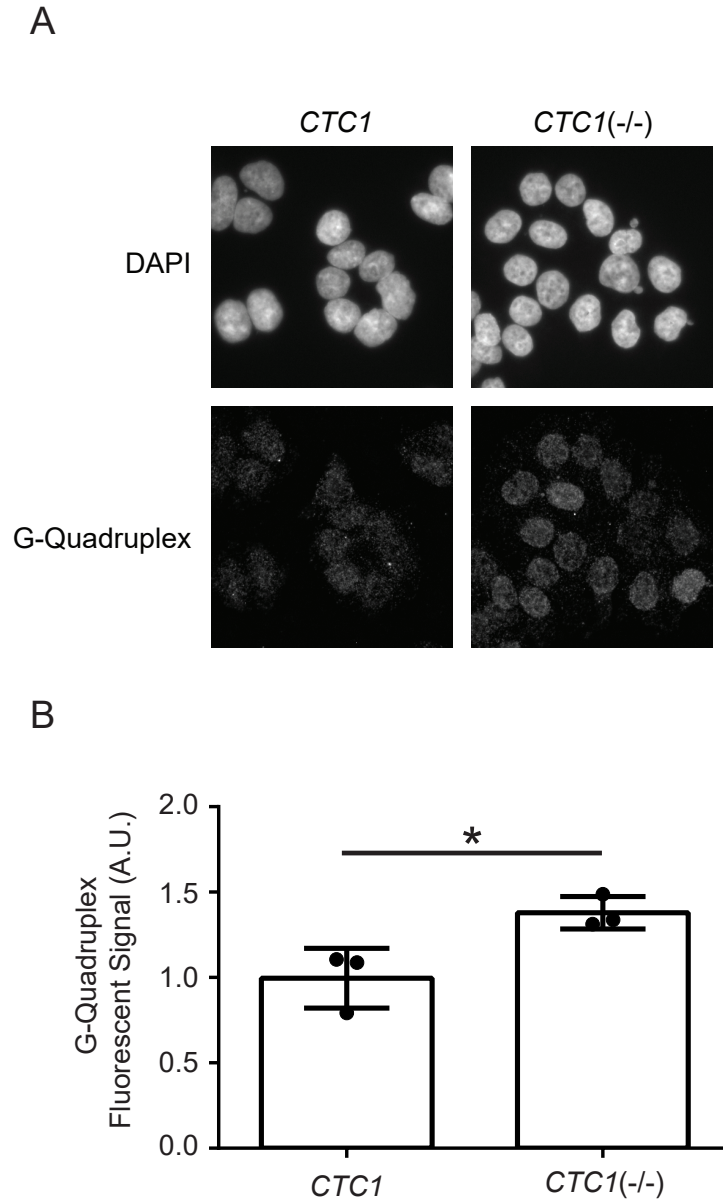 A
CTC1 CTC1(-/-)
DAPI
G-Quadruplex
B
G-Quadruplex
Fluorescent Signal (A.U.)
2.0
1.5
1.0
0.5
0.0
*
CTC1 CTC1(-/-)